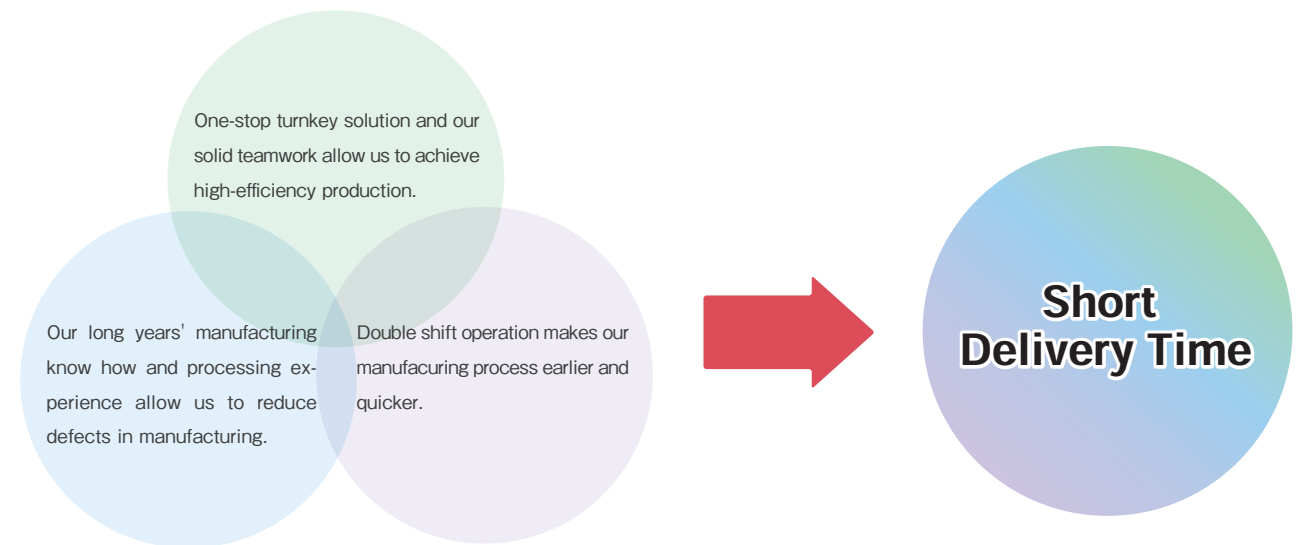 One-stop turnkey solution and our
solid teamwork allow us to achieve
high-efficiency production.
Our long years' manufacturing
know how and processing ex-
perience allow us to reduce
defects in manufacturing.
Double shift operation makes our
manufacuring process earlier and
quicker.
Short
Delivery Time